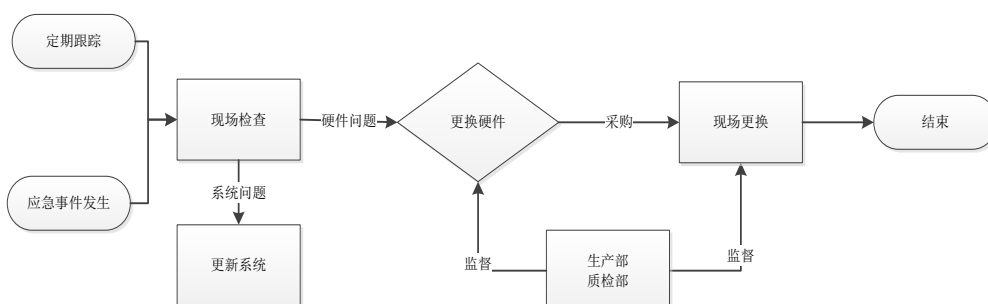 定期跟踪
现场检查
硬件问题
更换硬件
采购
现场更换
结束
应急事件发生
系统问题
更新系统
监督
生产部
质检部
监督